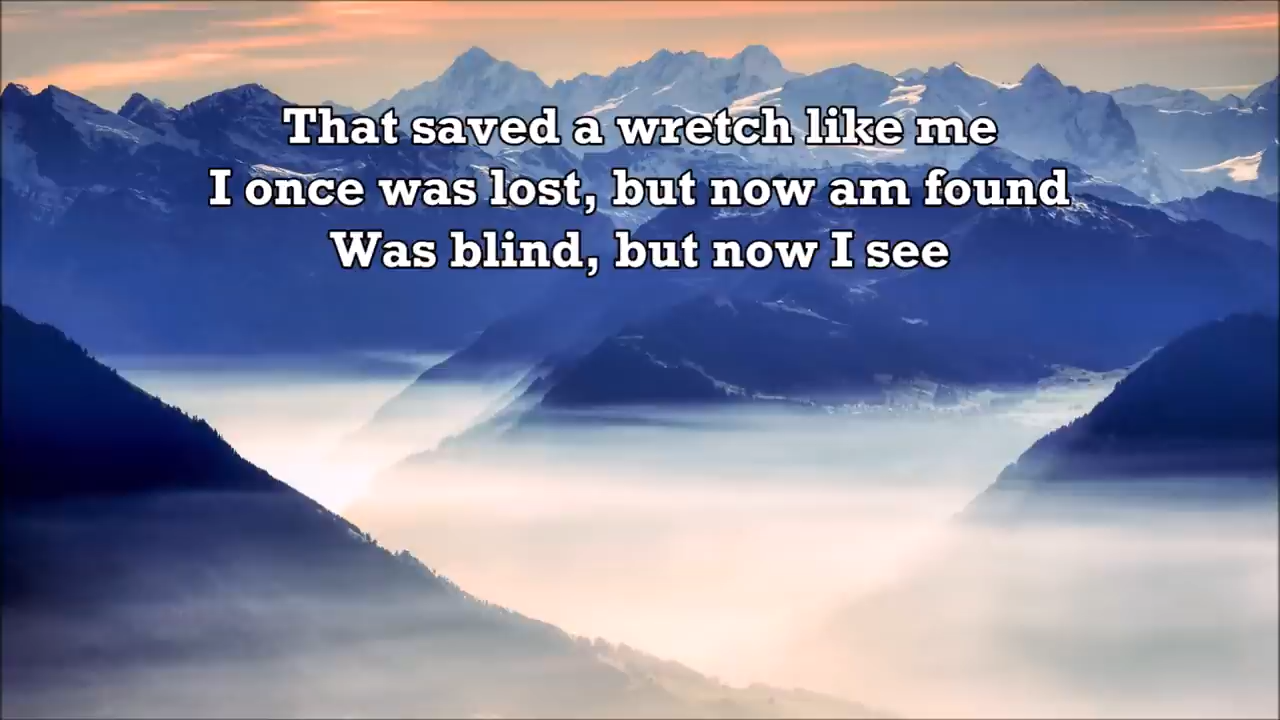 That saved a wretch like me
I once was lost, but now am found
Was blind, but now I see